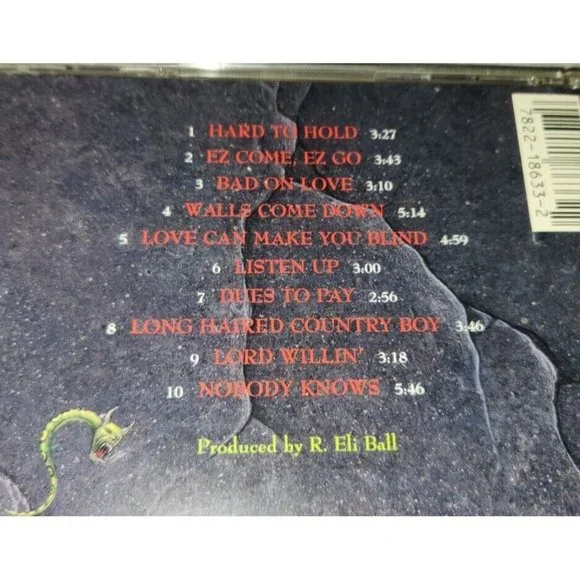 1 HARD TO HOLD 3:27
2 EZ COME, EZ GO 3:43
3 BAD ON LOVE 3:10
4 WALLS COME DOWN 5:14
5 LOVE CAN MAKE YOU BLIND 4:59
6 LISTEN UP 3:00
7 DUES TO PAY 2:56
8 LONG HAIRED COUNTRY BOY 3:46
9 LORD WILLIN' 3:18
10 NOBODY KNOWS 5:46
Produced by R. Eli Ball
7822-18633-2